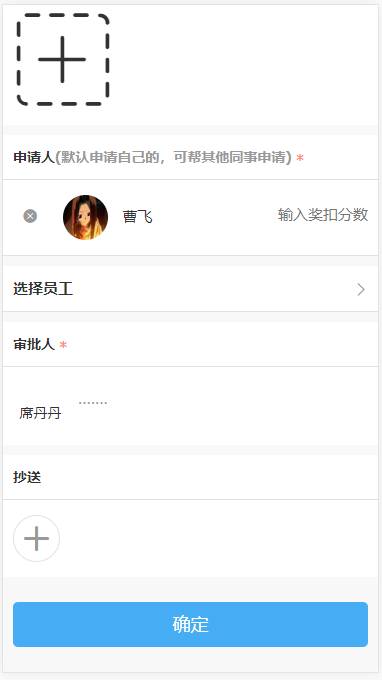 申请人(默认申请自己的，可帮其他同事申请) *
曹飞 输入奖扣分数
选择员工
审批人 *
席丹丹 .......
抄送
确定